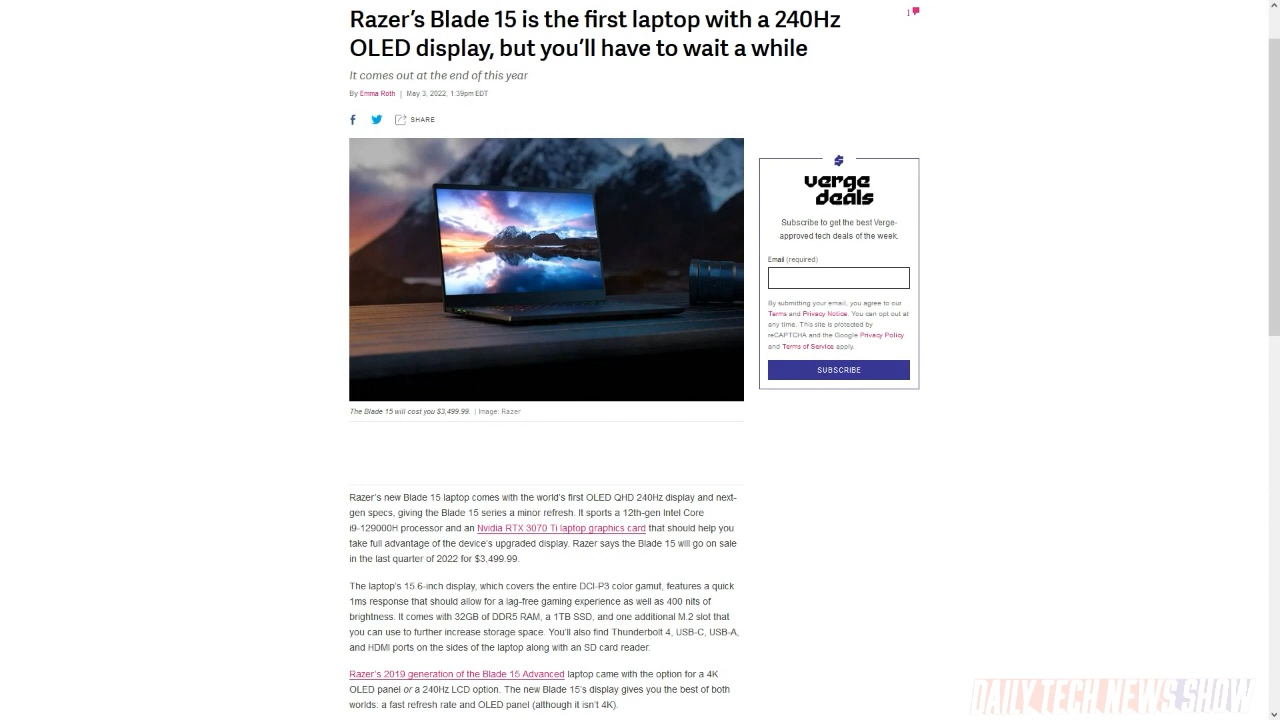 Razer’s Blade 15 is the first laptop with a 240Hz
OLED display, but you’ll have to wait a while
1
It comes out at the end of this year
By Emma Roth | May 3, 2022, 1:39pm EDT
SHARE
The Blade 15 will cost you $3,499.99. | Image: Razer
Razer’s new Blade 15 laptop comes with the world’s first OLED QHD 240Hz display and next-
gen specs, giving the Blade 15 series a minor refresh. It sports a 12th-gen Intel Core
i9-129000H processor and an Nvidia RTX 3070 Ti laptop graphics card that should help you
take full advantage of the device’s upgraded display. Razer says the Blade 15 will go on sale
in the last quarter of 2022 for $3,499.99.
The laptop’s 15.6-inch display, which covers the entire DCI-P3 color gamut, features a quick
1ms response that should allow for a lag-free gaming experience as well as 400 nits of
brightness. It comes with 32GB of DDR5 RAM, a 1TB SSD, and one additional M.2 slot that
you can use to further increase storage space. You’ll also find Thunderbolt 4, USB-C, USB-A,
and HDMI ports on the sides of the laptop along with an SD card reader.
Razer’s 2019 generation of the Blade 15 Advanced laptop came with the option for a 4K
OLED panel or a 240Hz LCD option. The new Blade 15’s display gives you the best of both
worlds: a fast refresh rate and OLED panel (although it isn’t 4K).
verge
deals
Subscribe to get the best Verge-
approved tech deals of the week.
Email (required)
By submitting your email, you agree to our
Terms and Privacy Notice. You can opt out at
any time. This site is protected by
reCAPTCHA and the Google Privacy Policy
and Terms of Service apply.
SUBSCRIBE
DAILY TECH NEWS SHOW